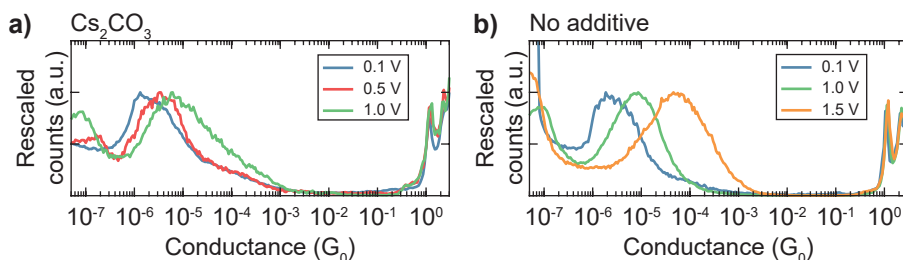 a) Cs₂CO₃
Rescaled
counts (a.u.)
0.1 V
0.5 V
1.0 V
10⁻⁷ 10⁻⁶ 10⁻⁵ 10⁻⁴ 10⁻³ 10⁻² 10⁻¹ 10⁰
Conductance (G₀)
b) No additive
Rescaled
counts (a.u.)
0.1 V
1.0 V
1.5 V
10⁻⁷ 10⁻⁶ 10⁻⁵ 10⁻⁴ 10⁻³ 10⁻² 10⁻¹ 10⁰
Conductance (G₀)